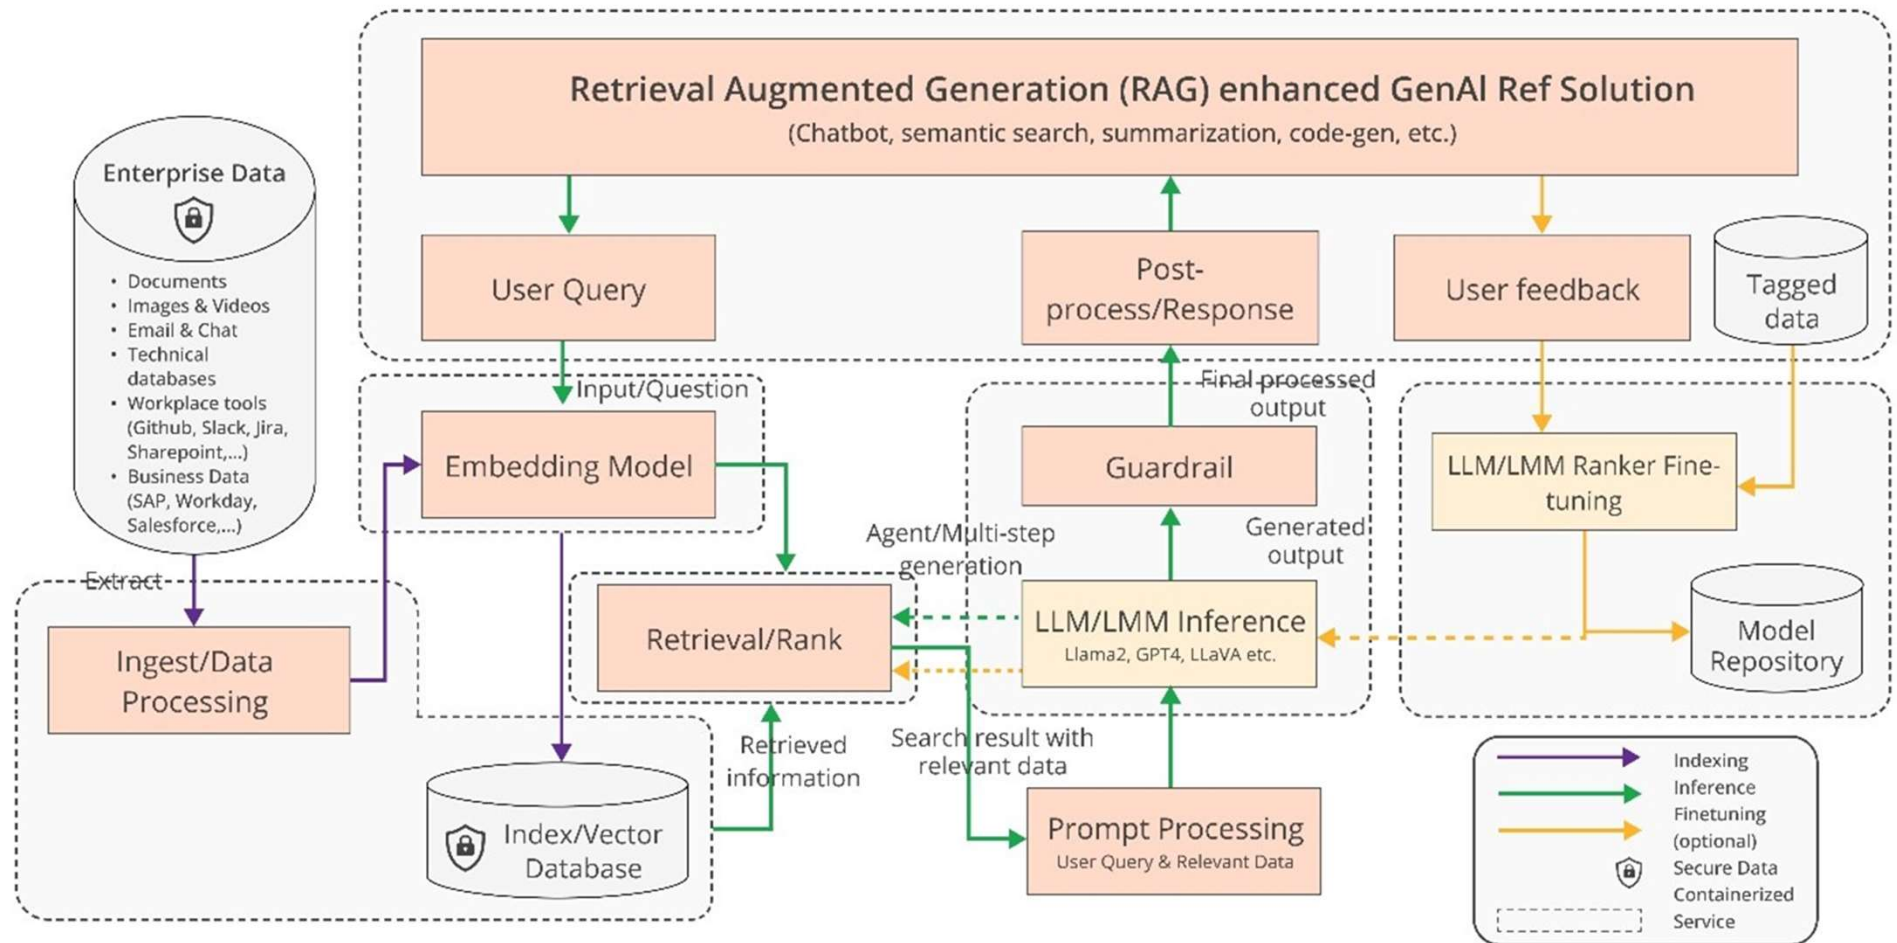 Retrieval Augmented Generation (RAG) enhanced GenAI Ref Solution
(Chatbot, semantic search, summarization, code-gen, etc.)
Enterprise Data
• Documents
• Images & Videos
• Email & Chat
• Technical
databases
• Workplace tools
(Github, Slack, Jira,
Sharepoint,...)
• Business Data
(SAP, Workday,
Salesforce,...)
User Query
Post-
process/Response
User feedback
Tagged
data
Input/Question
Final processed
output
Embedding Model
Guardrail
LLM/LMM Ranker Fine-
tuning
Agent/Multi-step
generation
Generated
output
Extract
Ingest/Data
Processing
Retrieval/Rank
LLM/LMM Inference
Llama2, GPT4, LLaVA etc.
Model
Repository
Retrieved
information
Search result with
relevant data
Index/Vector
Database
Prompt Processing
User Query & Relevant Data
Indexing
Inference
Finetuning
(optional)
Secure Data
Containerized
Service